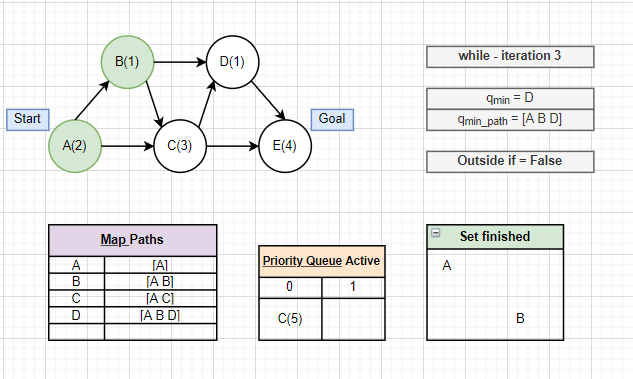 B(1)
D(1)
while - iteration 3
Start
Goal
qmin = D
qmin_path = [A B D]
A(2)
C(3)
E(4)
Outside if = False
Map Paths
A [A]
B [A B]
C [A C]
D [A B D]
Priority Queue Active
0 1
C(5)
Set finished
A
B